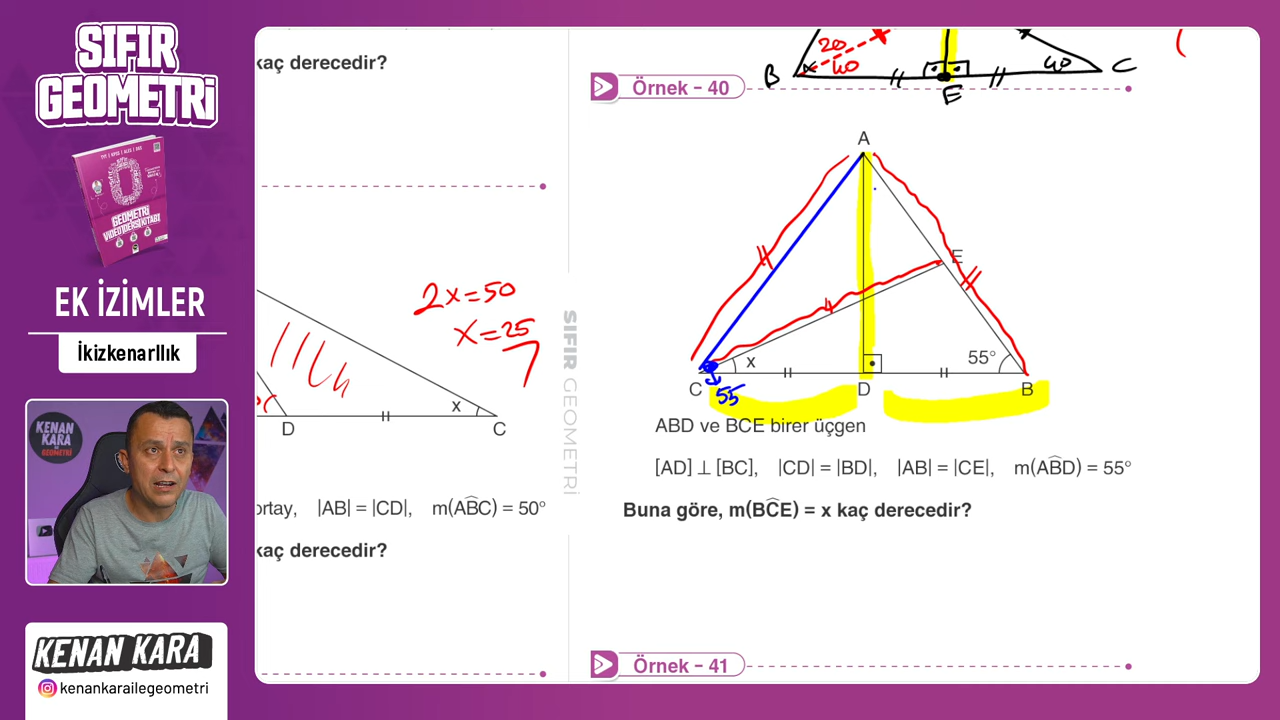 SIFIR
GEOMETRİ
GEOMETRİ
VİDEO DERS KİTABI
EK İZİMLER
İkizkenarlIık
KENAN
KARA
GEOMETRİ
KENAN KARA
kenankarailegeometri
kaç derecedir?
2x=50
x=25
x
D
C
ortay, |AB| = |CD|, m(ABC) = 50°
kaç derecedir?
SIFIR GEOMETRİ
20
40
40
B
E
C
Örnek - 40
A
E
x
55°
C
D
B
55
ABD ve BCE birer üçgen
[AD] ⊥ [BC], |CD| = |BD|, |AB| = |CE|, m(ABD) = 55°
Buna göre, m(BCE) = x kaç derecedir?
Örnek - 41